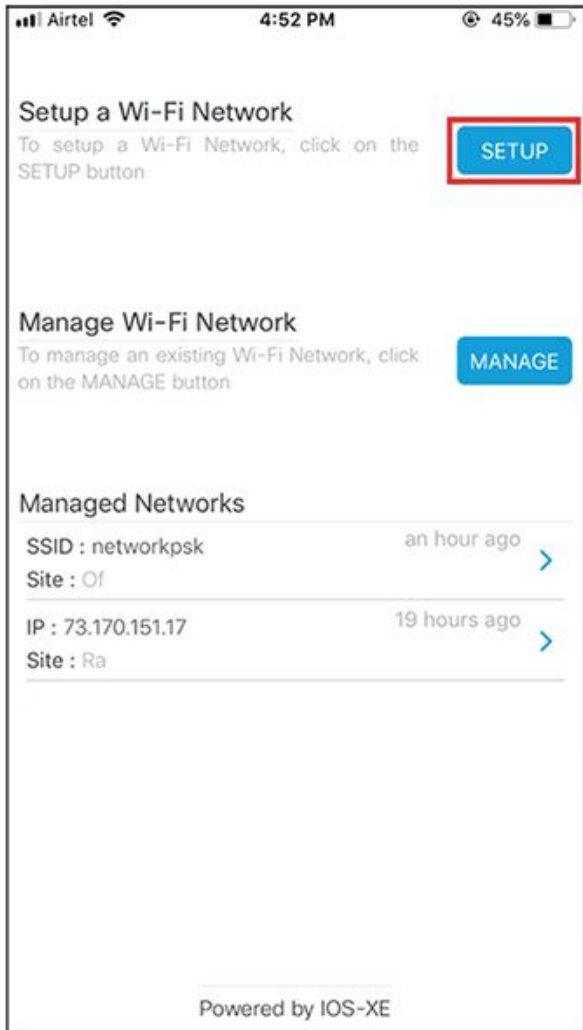 Airtel 4:52 PM 45%
Setup a Wi-Fi Network
To setup a Wi-Fi Network, click on the
SETUP button
SETUP
Manage Wi-Fi Network
To manage an existing Wi-Fi Network, click
on the MANAGE button
MANAGE
Managed Networks
SSID : networkpsk an hour ago
Site : Of
IP : 73.170.151.17 19 hours ago
Site : Ra
Powered by IOS-XE